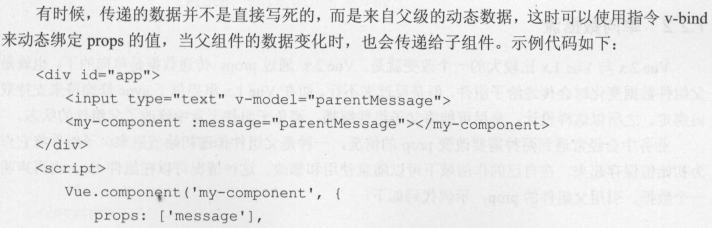 有时候，传递的数据并不是直接写死的，而是来自父级的动态数据，这时可以使用指令 v-bind
来动态绑定 props 的值，当父组件的数据变化时，也会传递给子组件。示例代码如下：
<div id="app">
<input type="text" v-model="parentMessage">
<my-component :message="parentMessage"></my-component>
</div>
<script>
Vue.component('my-component', {
props: ['message'],